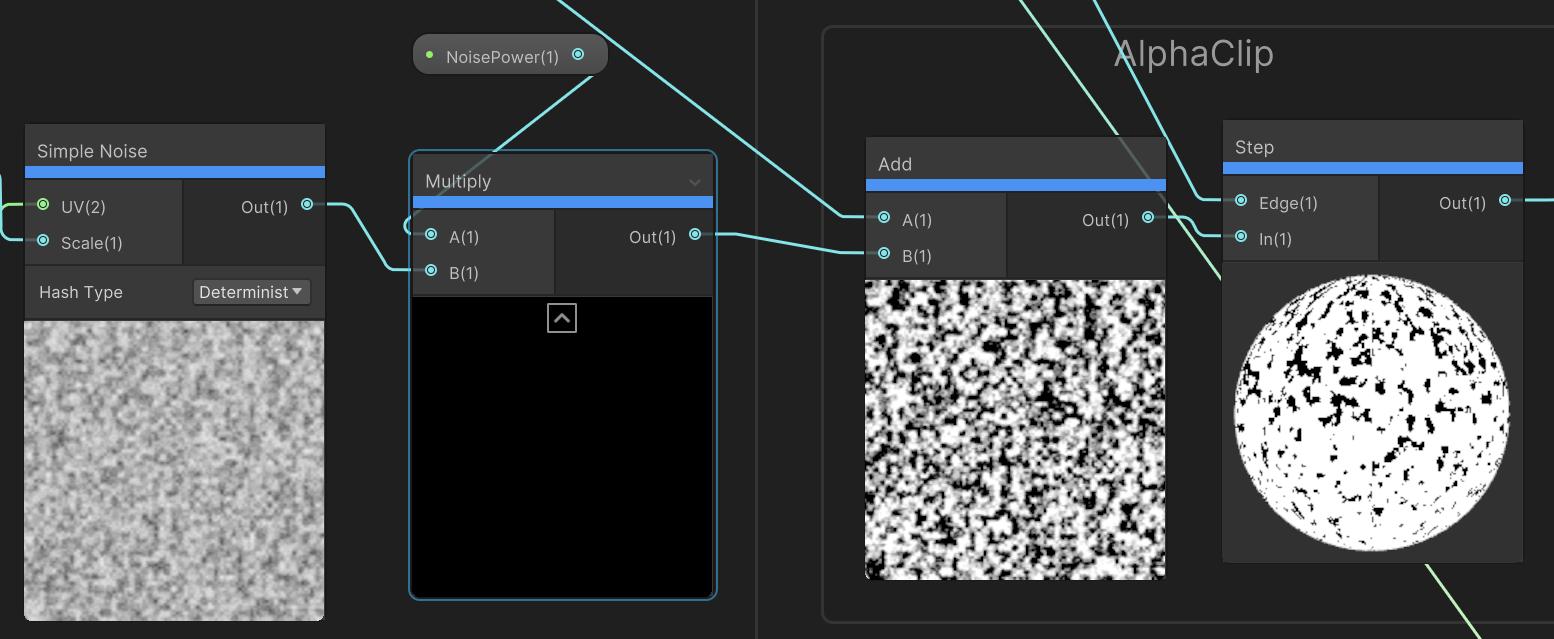 NoisePower(1)
AlphaClip
Simple Noise
UV(2)
Out(1)
Scale(1)
Hash Type
Determinist
Multiply
A(1)
Out(1)
B(1)
Add
A(1)
Out(1)
B(1)
Step
Edge(1)
Out(1)
In(1)